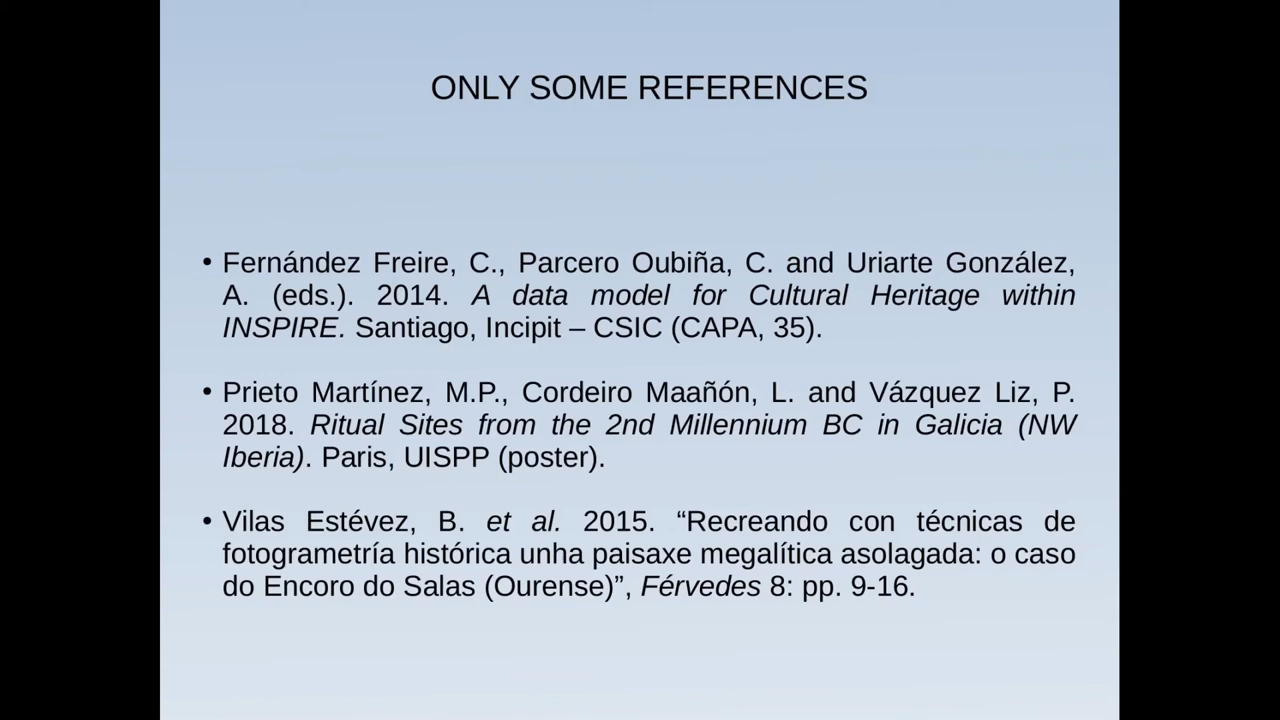 ONLY SOME REFERENCES
• Fernández Freire, C., Parcero Oubiña, C. and Uriarte González,
A. (eds.). 2014. A data model for Cultural Heritage within
INSPIRE. Santiago, Incipit – CSIC (CAPA, 35).
• Prieto Martínez, M.P., Cordeiro Maañón, L. and Vázquez Liz, P.
2018. Ritual Sites from the 2nd Millennium BC in Galicia (NW
Iberia). Paris, UISPP (poster).
• Vilas Estévez, B. et al. 2015. “Recreando con técnicas de
fotogrametría histórica unha paisaxe megalítica asolagada: o caso
do Encoro do Salas (Ourense)”, Férvedes 8: pp. 9-16.